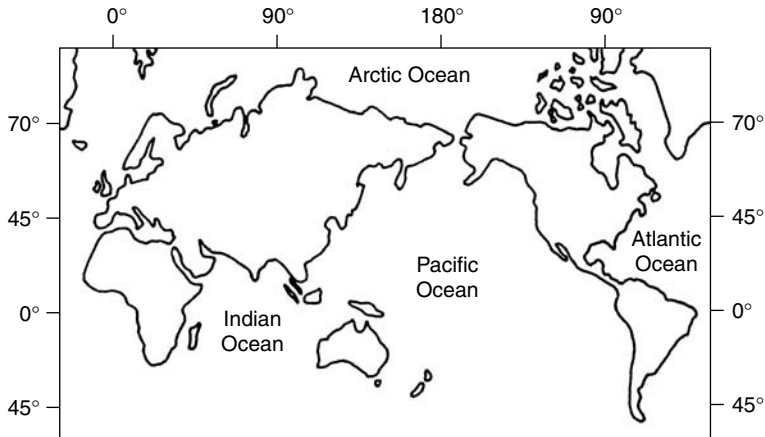 0° 90° 180° 90°
Arctic Ocean
70° 70°
45° 45°
Atlantic
Ocean
Pacific
Ocean
0° 0°
Indian
Ocean
45° 45°